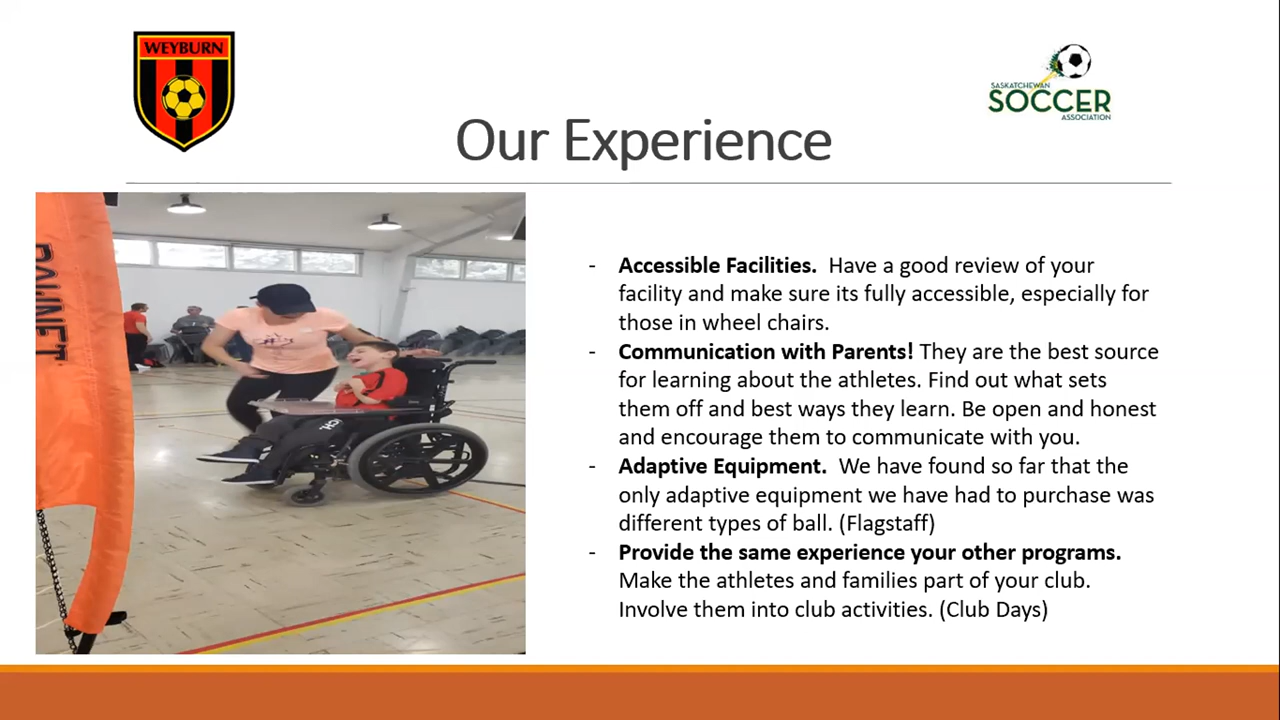 WEYBURN
SASKATCHEWAN
SOCCER
ASSOCIATION
Our Experience
- Accessible Facilities. Have a good review of your
facility and make sure its fully accessible, especially for
those in wheel chairs.
- Communication with Parents! They are the best source
for learning about the athletes. Find out what sets
them off and best ways they learn. Be open and honest
and encourage them to communicate with you.
- Adaptive Equipment. We have found so far that the
only adaptive equipment we have had to purchase was
different types of ball. (Flagstaff)
- Provide the same experience your other programs.
Make the athletes and families part of your club.
Involve them into club activities. (Club Days)